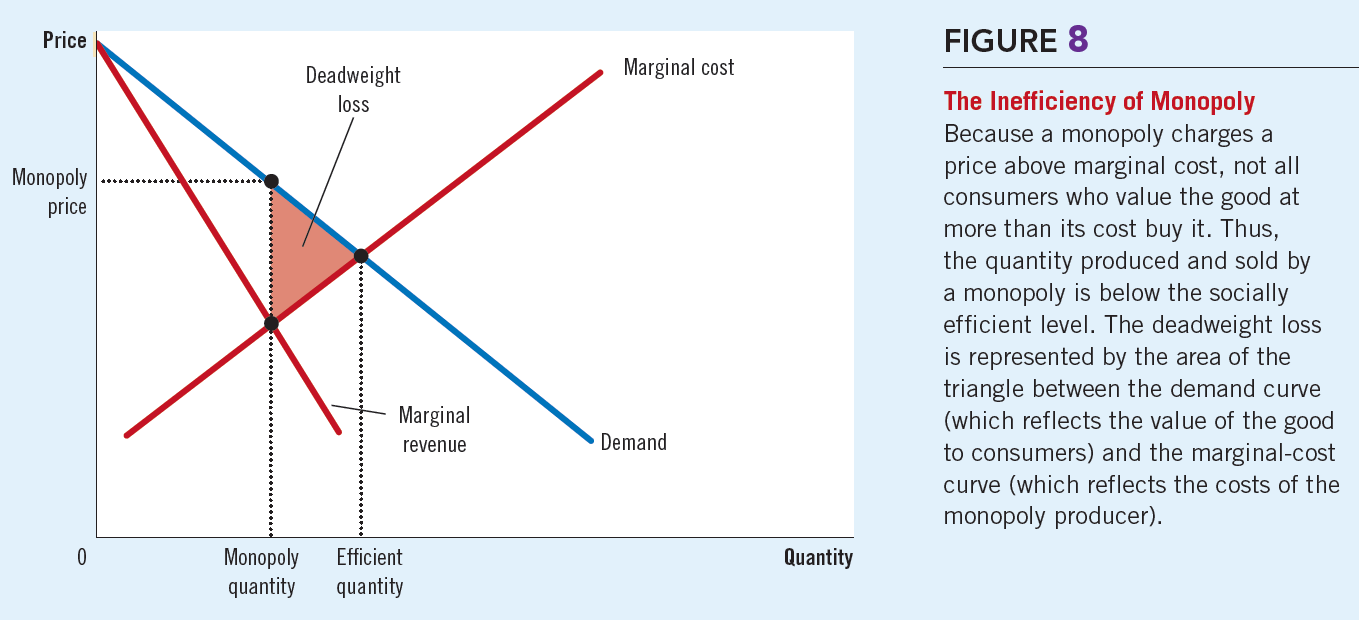 Price
Deadweight
loss
Marginal cost
Monopoly
price
Marginal
revenue
Demand
0
Monopoly
quantity
Efficient
quantity
Quantity
FIGURE 8
The Inefficiency of Monopoly
Because a monopoly charges a
price above marginal cost, not all
consumers who value the good at
more than its cost buy it. Thus,
the quantity produced and sold by
a monopoly is below the socially
efficient level. The deadweight loss
is represented by the area of the
triangle between the demand curve
(which reflects the value of the good
to consumers) and the marginal-cost
curve (which reflects the costs of the
monopoly producer).